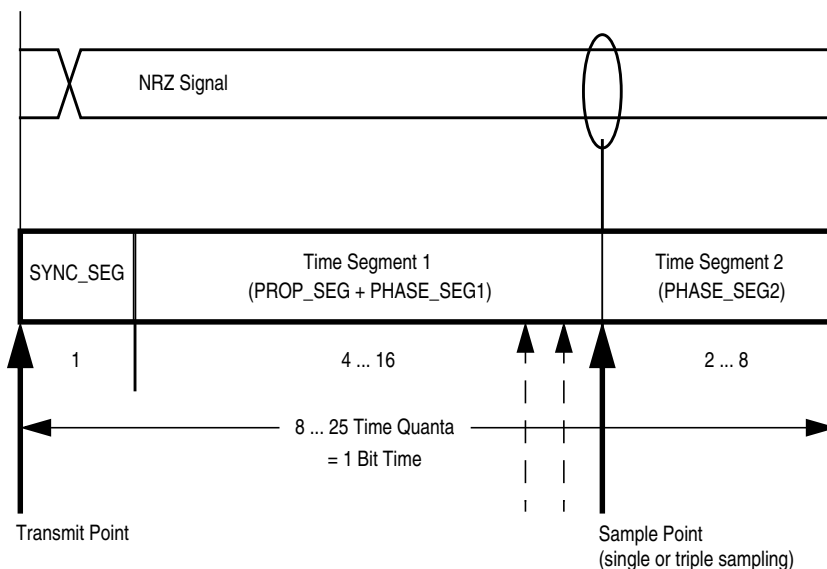 NRZ Signal
SYNC_SEG
Time Segment 1
(PROP_SEG + PHASE_SEG1)
Time Segment 2
(PHASE_SEG2)
1
4 ... 16
2 ... 8
8 ... 25 Time Quanta
= 1 Bit Time
Transmit Point
Sample Point
(single or triple sampling)